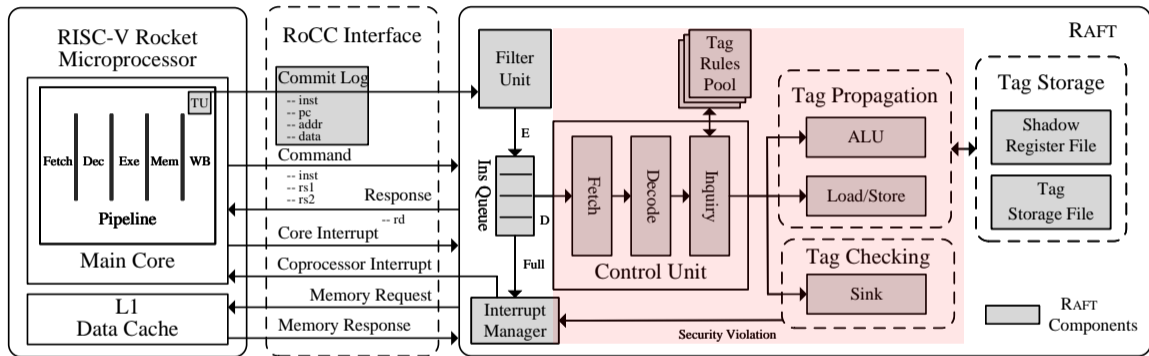 RISC-V Rocket
Microprocessor
TU
Fetch
Dec
Exe
Mem
WB
Pipeline
Main Core
L1
Data Cache
RoCC Interface
Commit Log
-- inst
-- pc
-- addr
-- data
Command
-- inst
-- rs1
-- rs2
Response
-- rd
Core Interrupt
Coprocessor Interrupt
Memory Request
Memory Response
RAFT
Filter
Unit
E
Ins Queue
D
Full
Interrupt
Manager
Tag
Rules
Pool
Fetch
Decode
Inquiry
Control Unit
Tag Propagation
ALU
Load/Store
Tag Checking
Sink
Security Violation
Tag Storage
Shadow
Register File
Tag
Storage File
RAFT
Components